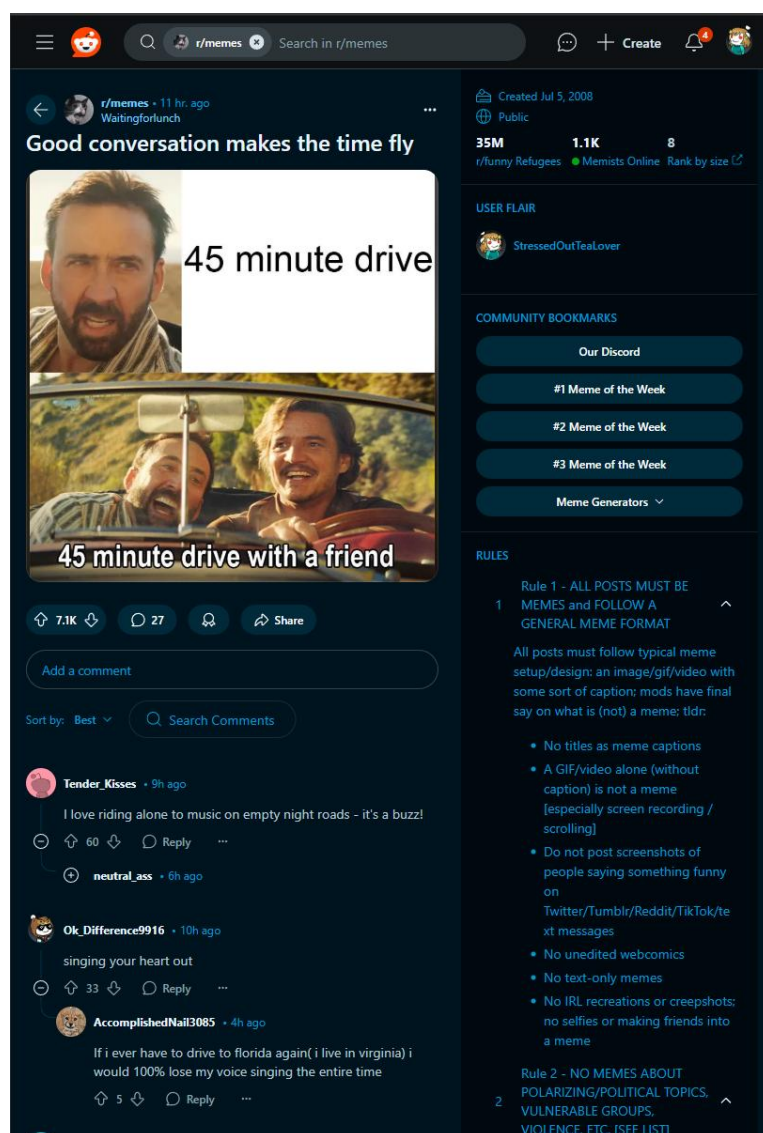 r/memes
Search in r/memes
Create
4
r/memes • 11 hr. ago
Waitingforlunch
Good conversation makes the time fly
45 minute drive
45 minute drive with a friend
7.1K
27
Share
Add a comment
Sort by: Best
Search Comments
Tender_Kisses • 9h ago
I love riding alone to music on empty night roads - it's a buzz!
60
Reply
neutral_ass • 6h ago
Ok_Difference9916 • 10h ago
singing your heart out
33
Reply
AccomplishedNail3085 • 4h ago
If i ever have to drive to florida again( i live in virginia) i
would 100% lose my voice singing the entire time
5
Reply
Created Jul 5, 2008
Public
35M 1.1K 8
r/funny Refugees Memists Online Rank by size
USER FLAIR
StressedOutTeaLover
COMMUNITY BOOKMARKS
Our Discord
#1 Meme of the Week
#2 Meme of the Week
#3 Meme of the Week
Meme Generators
RULES
Rule 1 - ALL POSTS MUST BE
1 MEMES and FOLLOW A
GENERAL MEME FORMAT
All posts must follow typical meme
setup/design: an image/gif/video with
some sort of caption; mods have final
say on what is (not) a meme; tldr:
• No titles as meme captions
• A GIF/video alone (without
caption) is not a meme
[especially screen recording /
scrolling]
• Do not post screenshots of
people saying something funny
on
Twitter/Tumblr/Reddit/TikTok/te
xt messages
• No unedited webcomics
• No text-only memes
• No IRL recreations or creepshots;
no selfies or making friends into
a meme
Rule 2 - NO MEMES ABOUT
2 POLARIZING/POLITICAL TOPICS,
VULNERABLE GROUPS,
VIOLENCE, ETC. [SEE LIST]